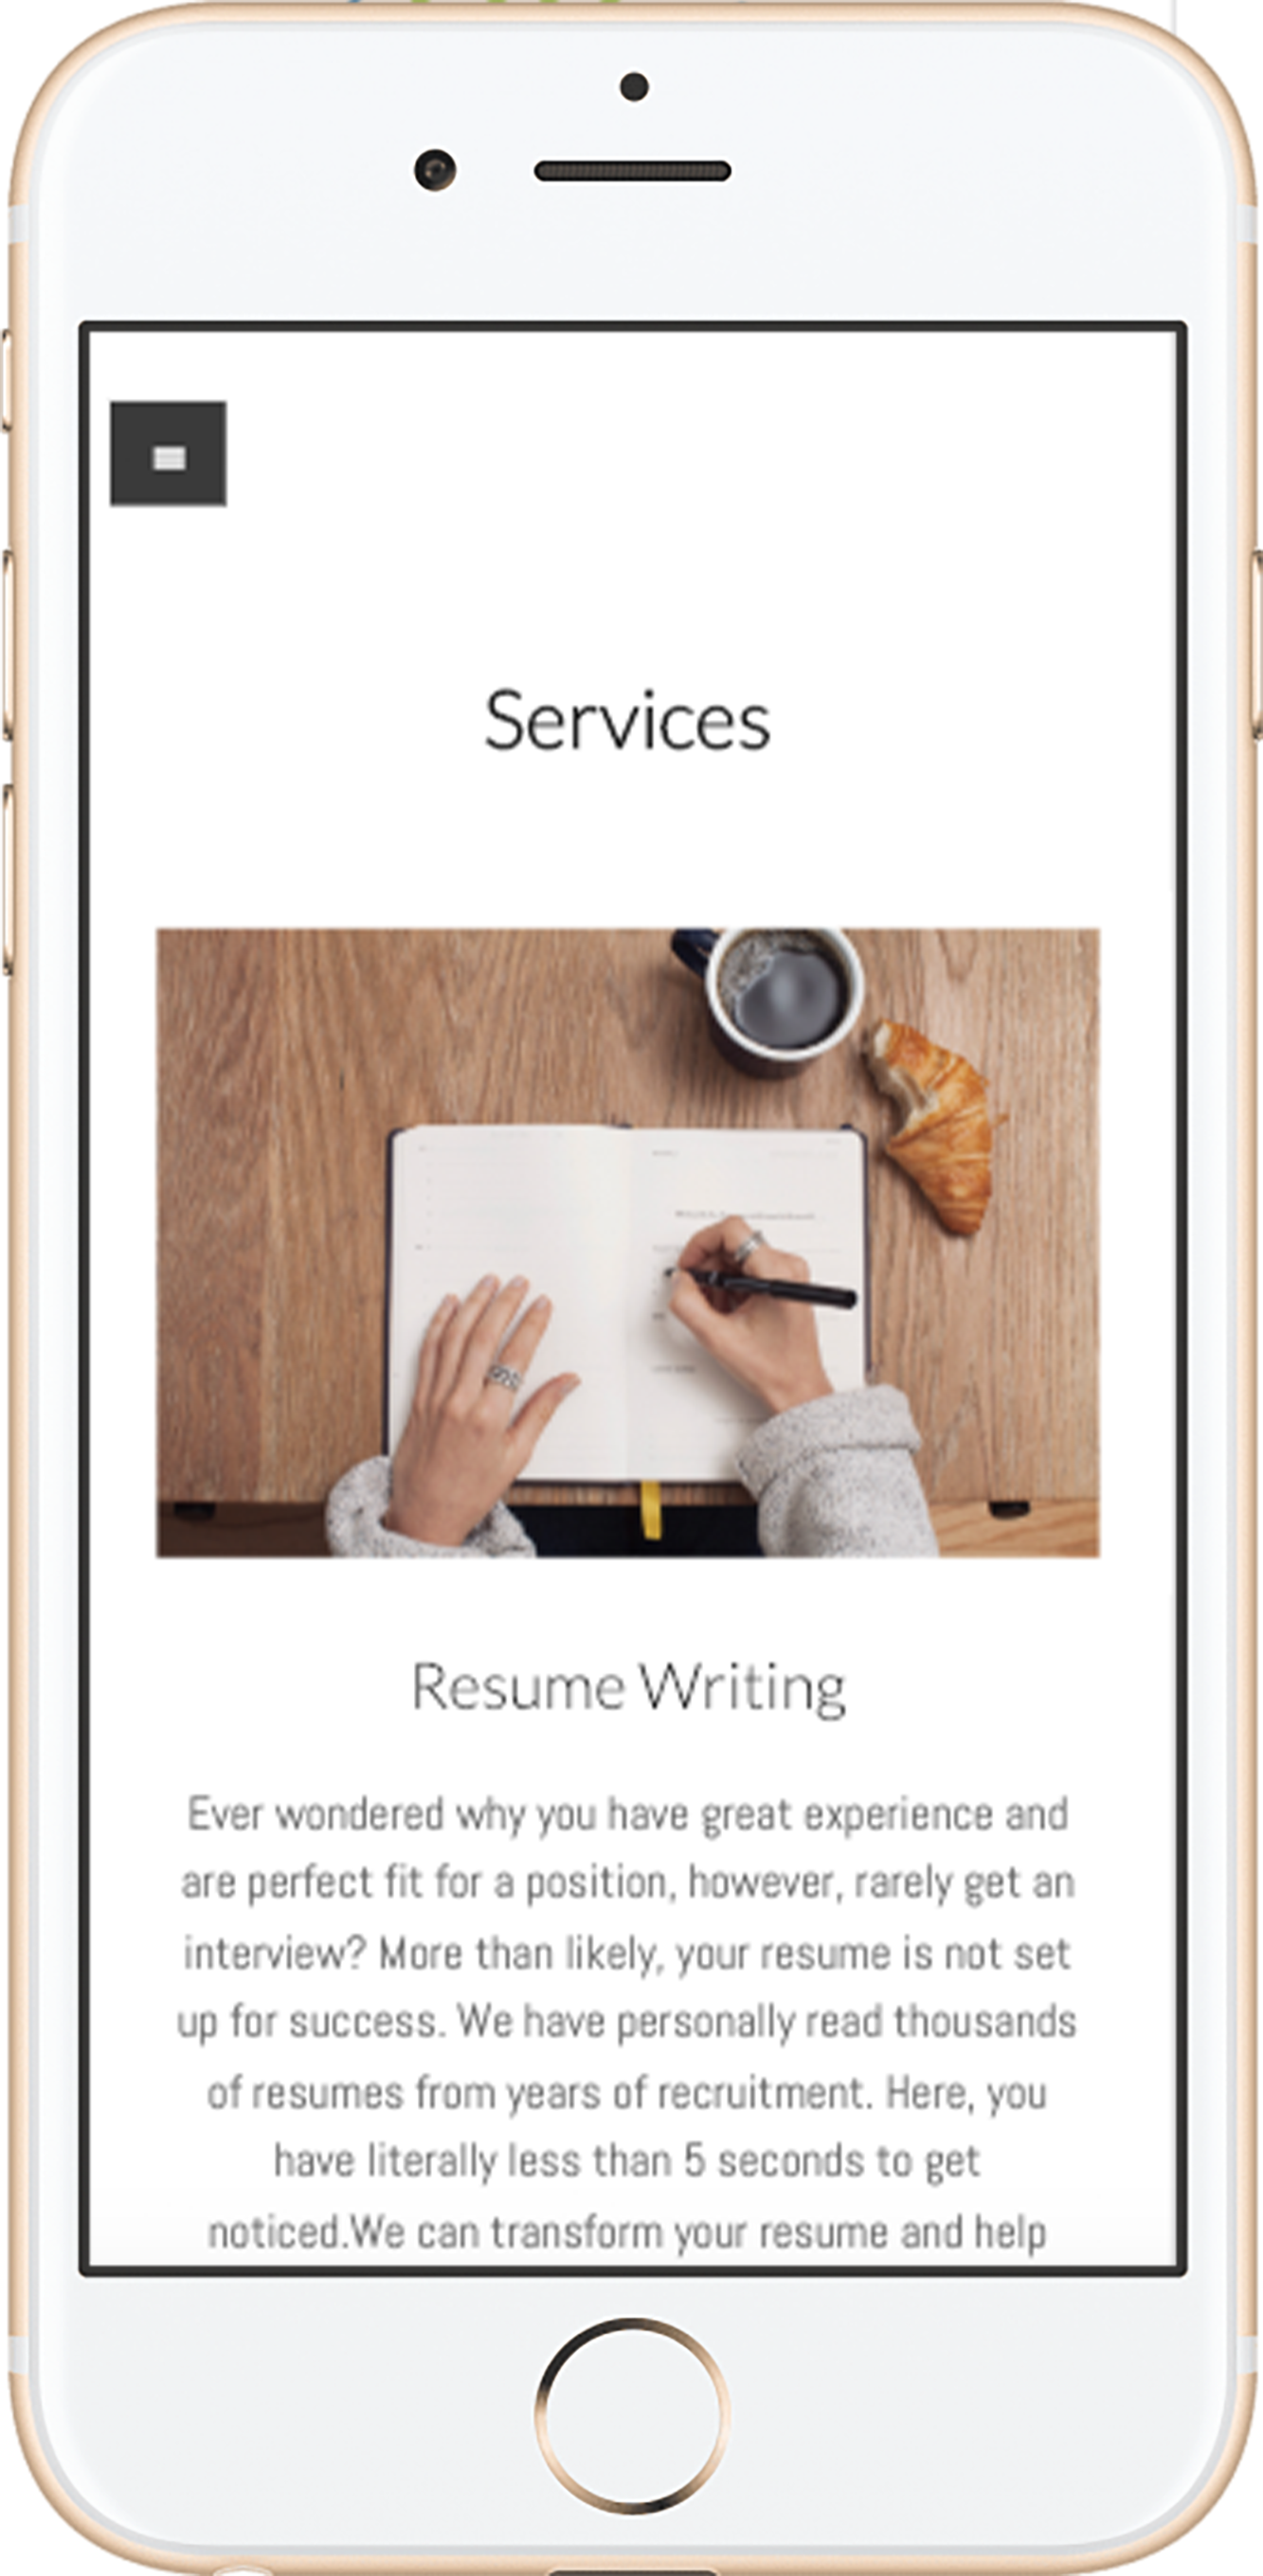 Services
Resume Writing
Ever wondered why you have great experience and
are perfect fit for a position, however, rarely get an
interview? More than likely, your resume is not set
up for success. We have personally read thousands
of resumes from years of recruitment. Here, you
have literally less than 5 seconds to get
noticed.We can transform your resume and help